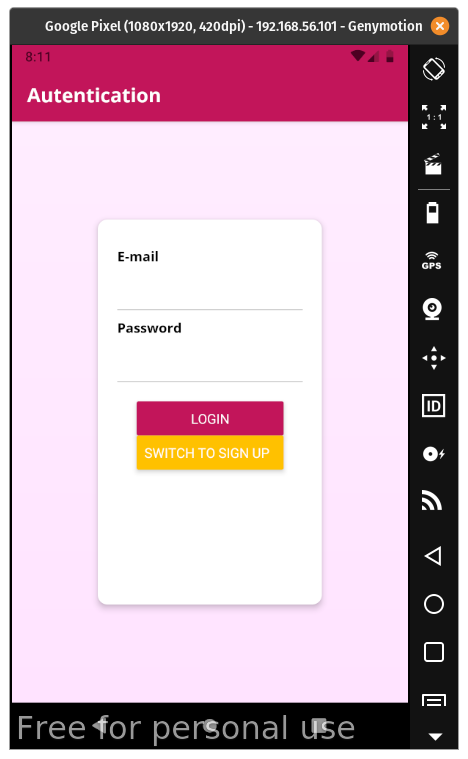 Google Pixel (1080x1920, 420dpi) - 192.168.56.101 - Genymotion
8:11
Autentication
1 : 1
E-mail
GPS
Password
ID
LOGIN
SWITCH TO SIGN UP
Free for personal use